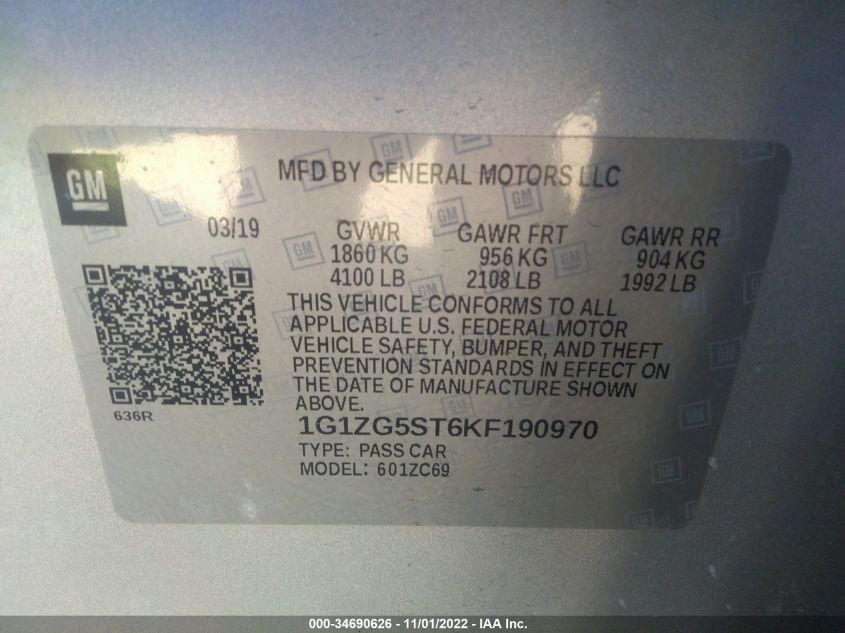 GM
MFD BY GENERAL MOTORS LLC
03/19 GVWR GAWR FRT GAWR RR
1860 KG 956 KG 904 KG
4100 LB 2108 LB 1992 LB
THIS VEHICLE CONFORMS TO ALL
APPLICABLE U.S. FEDERAL MOTOR
VEHICLE SAFETY, BUMPER, AND THEFT
PREVENTION STANDARDS IN EFFECT ON
THE DATE OF MANUFACTURE SHOWN
ABOVE.
636R
1G1ZG5ST6KF190970
TYPE: PASS CAR
MODEL: 601ZC69
000-34690626 - 11/01/2022 - IAA Inc.